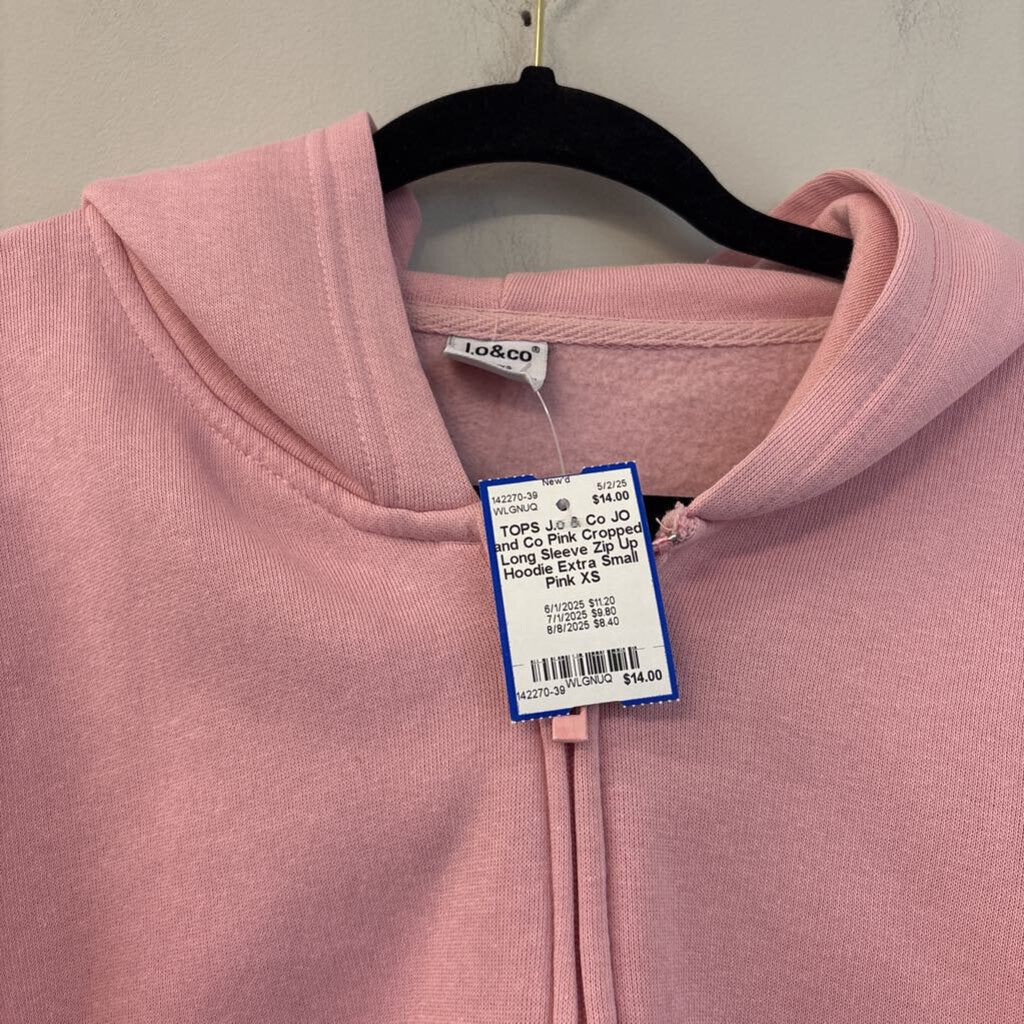 I.o&co®
New'd
142270-39 5/2/25
WLGNUQ $14.00
TOPS J.o & Co JO
and Co Pink Cropped
Long Sleeve Zip Up
Hoodie Extra Small
Pink XS
6/1/2025 $11.20
7/1/2025 $9.80
8/8/2025 $8.40
142270-39 WLGNUQ $14.00